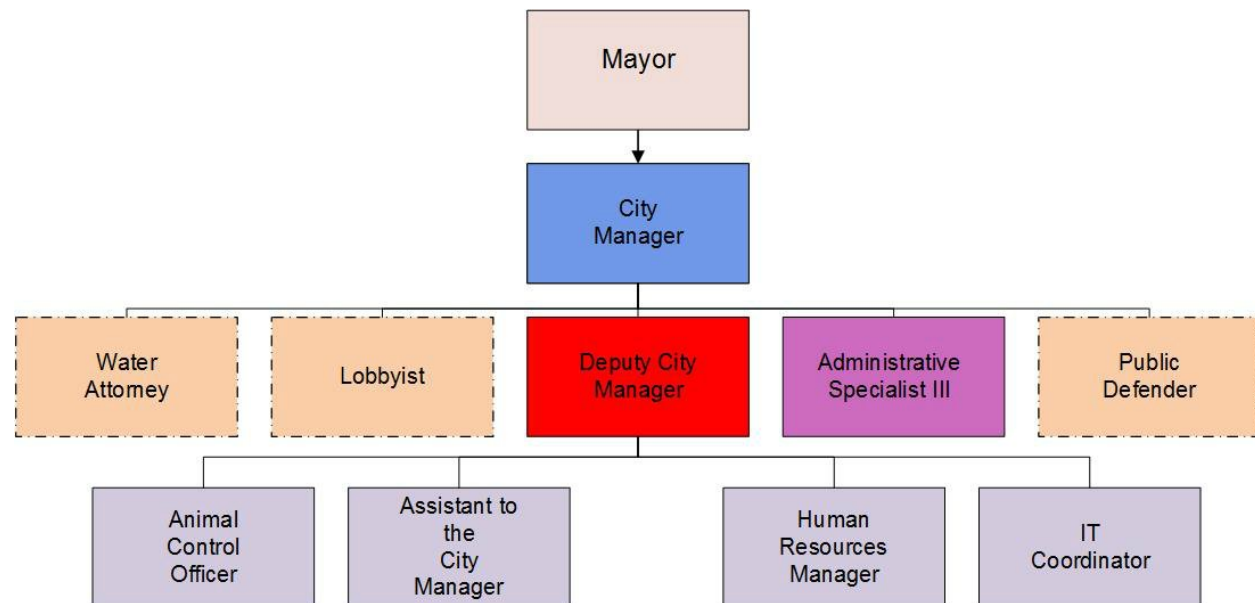 Mayor
City
Manager
Water
Attorney
Lobbyist
Deputy City
Manager
Administrative
Specialist III
Public
Defender
Animal
Control
Officer
Assistant to
the
City
Manager
Human
Resources
Manager
IT
Coordinator